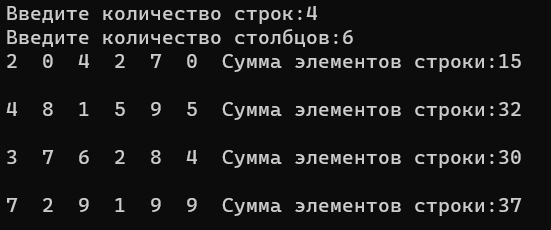 Введите количество строк:4
Введите количество столбцов:6
2  0  4  2  7  0  Сумма элементов строки:15
4  8  1  5  9  5  Сумма элементов строки:32
3  7  6  2  8  4  Сумма элементов строки:30
7  2  9  1  9  9  Сумма элементов строки:37